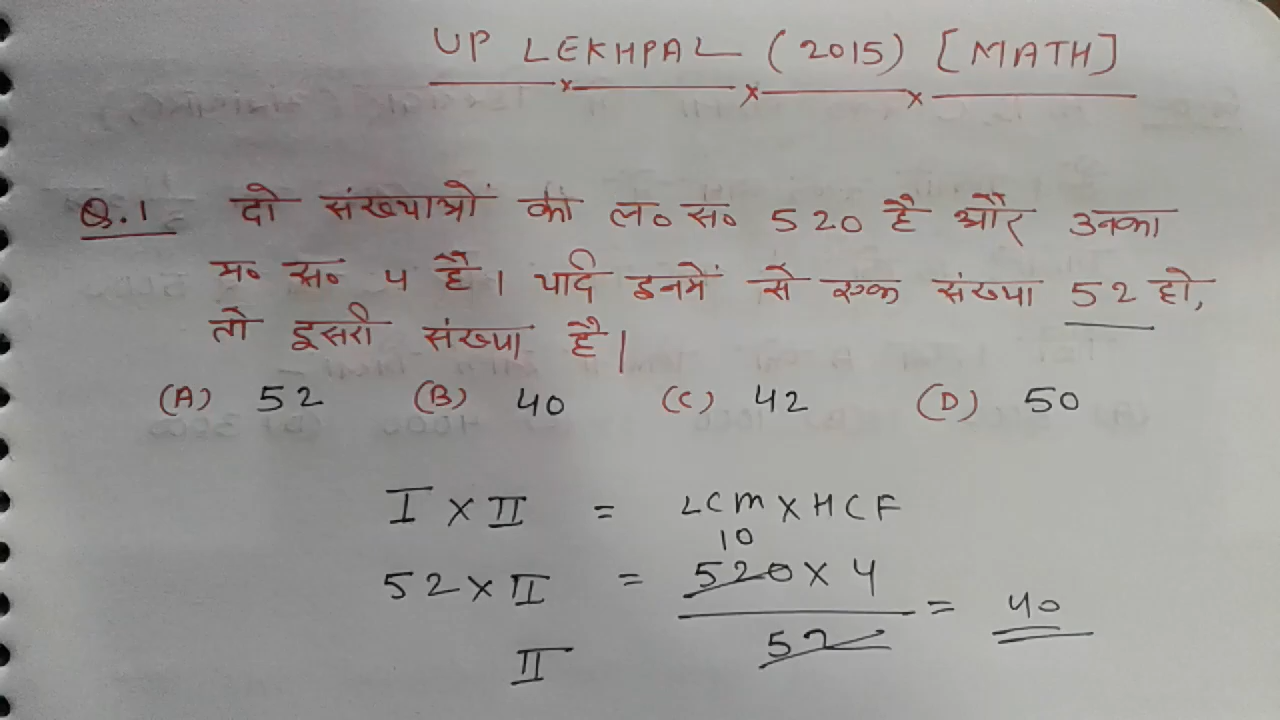 UP LEKHPAL (2015) [MATH]
Q.1 दो संख्याओं का ल० स० 520 है और उनका
म० स० 4 है। यदि इनमें से एक संख्या 52 हो,
तो दूसरी संख्या है।
(A) 52 (B) 40 (C) 42 (D) 50
I × II = LCM × HCF
10
52 × II = 520 × 4 = 40
II 52